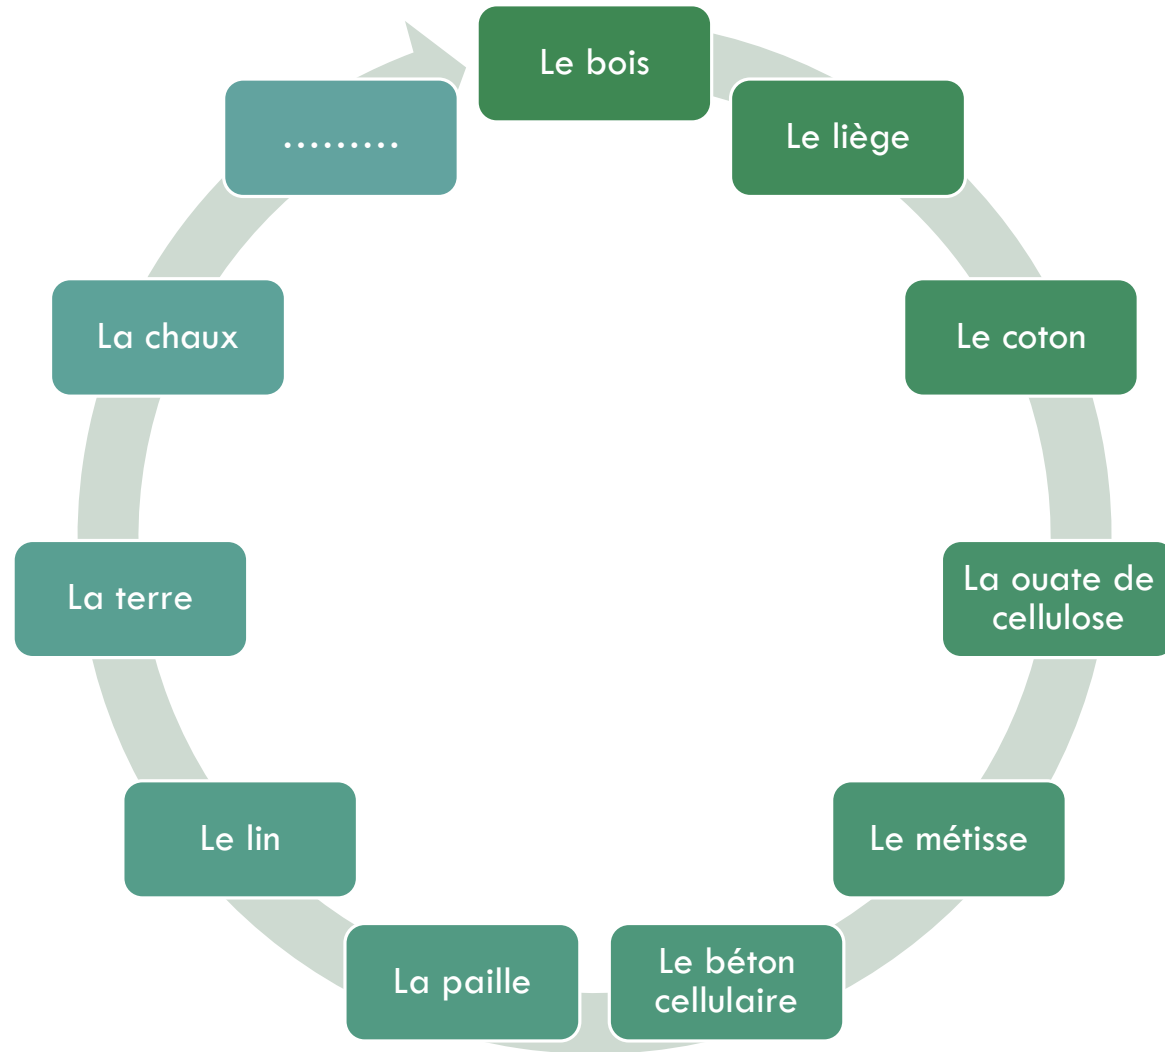 Le bois
Le liège
Le coton
La ouate de
cellulose
Le métisse
Le béton
cellulaire
La paille
Le lin
La terre
La chaux
.........